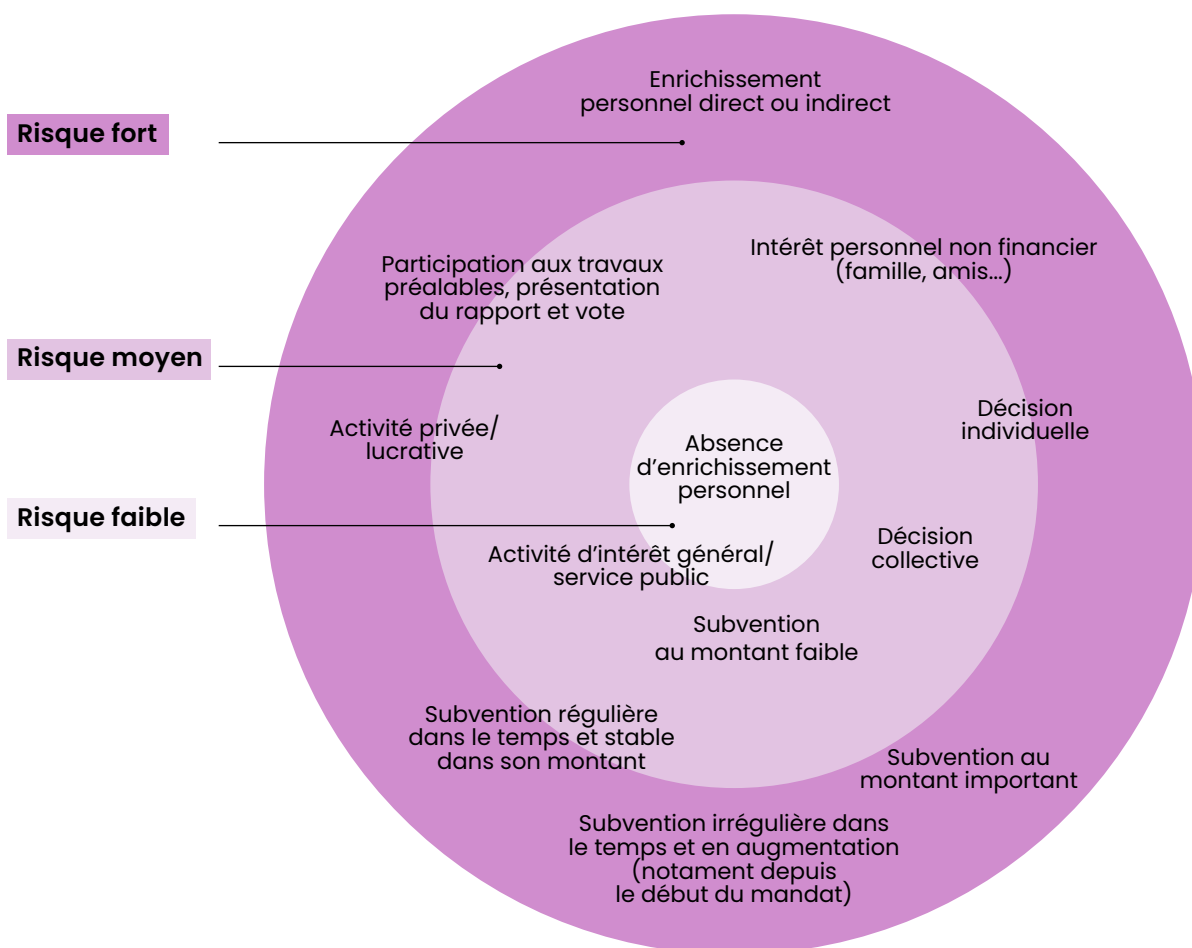 Enrichissement
personnel direct ou indirect
Risque fort
Intérêt personnel non financier
(famille, amis...)
Participation aux travaux
préalables, présentation
du rapport et vote
Risque moyen
Décision
individuelle
Activité privée/
lucrative
Absence
d'enrichissement
personnel
Risque faible
Décision
collective
Activité d'intérêt général/
service public
Subvention
au montant faible
Subvention régulière
dans le temps et stable
dans son montant
Subvention au
montant important
Subvention irrégulière dans
le temps et en augmentation
(notament depuis
le début du mandat)